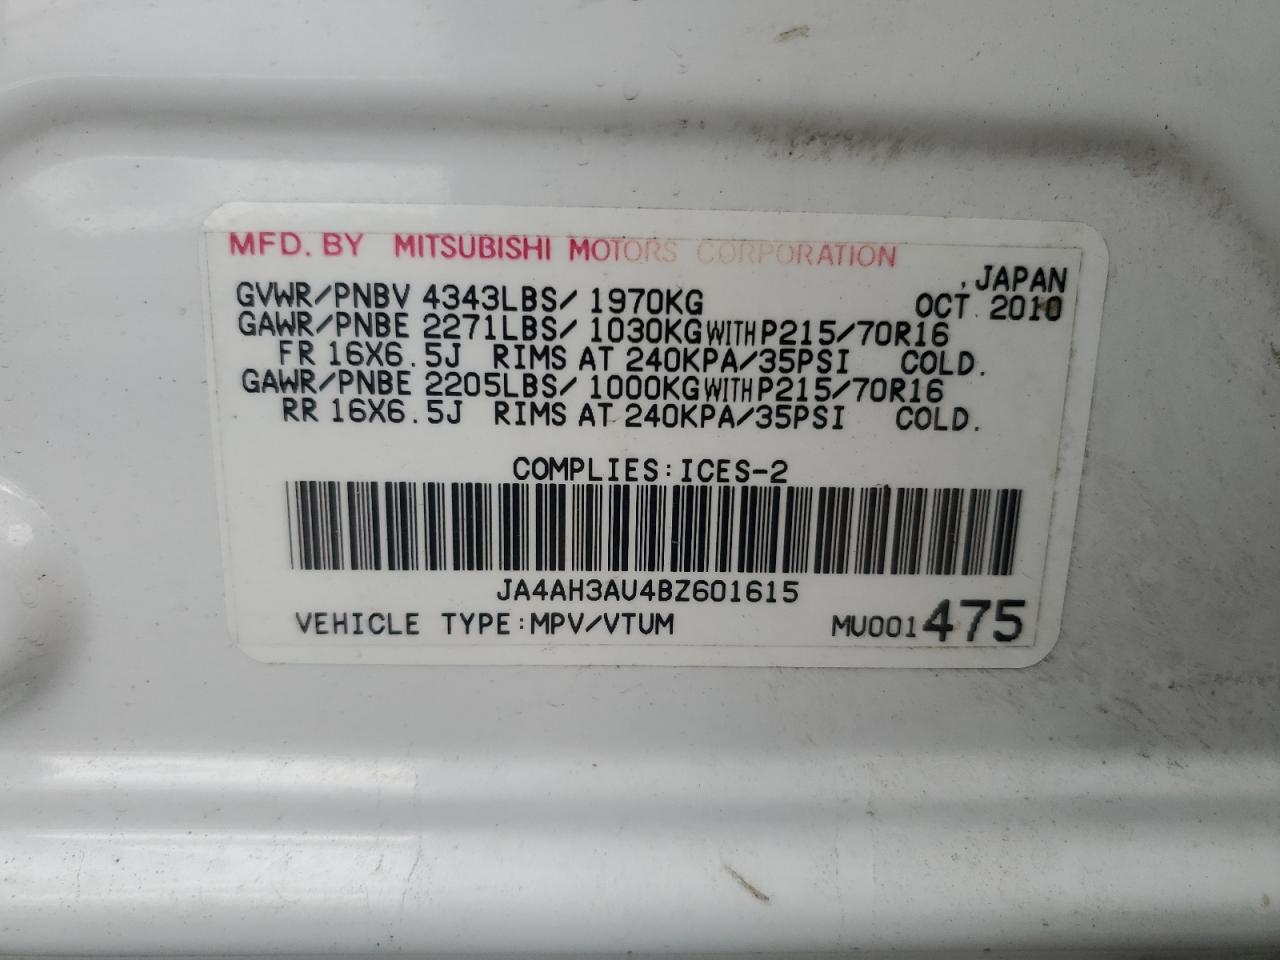 MFD. BY MITSUBISHI MOTORS CORPORATION
, JAPAN
GVWR/PNBV 4343LBS/ 1970KG OCT. 2010
GAWR/PNBE 2271LBS/ 1030KG WITH P215/70R16
FR 16X6.5J RIMS AT 240KPA/35PSI COLD.
GAWR/PNBE 2205LBS/ 1000KG WITH P215/70R16
RR 16X6.5J RIMS AT 240KPA/35PSI COLD.
COMPLIES:ICES-2
JA4AH3AU4BZ601615
VEHICLE TYPE:MPV/VTUM MU001 475